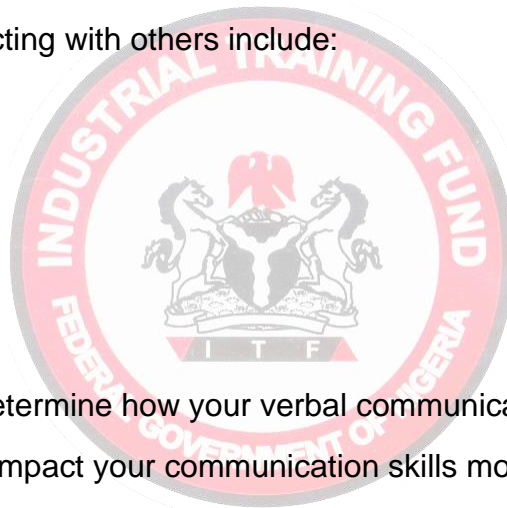 cting with others include:
INDUSTRIAL TRAINING FUND
I T F
FEDERAL GOVERNMENT OF NIGERIA
etermine how your verbal communica
mpact your communication skills mo